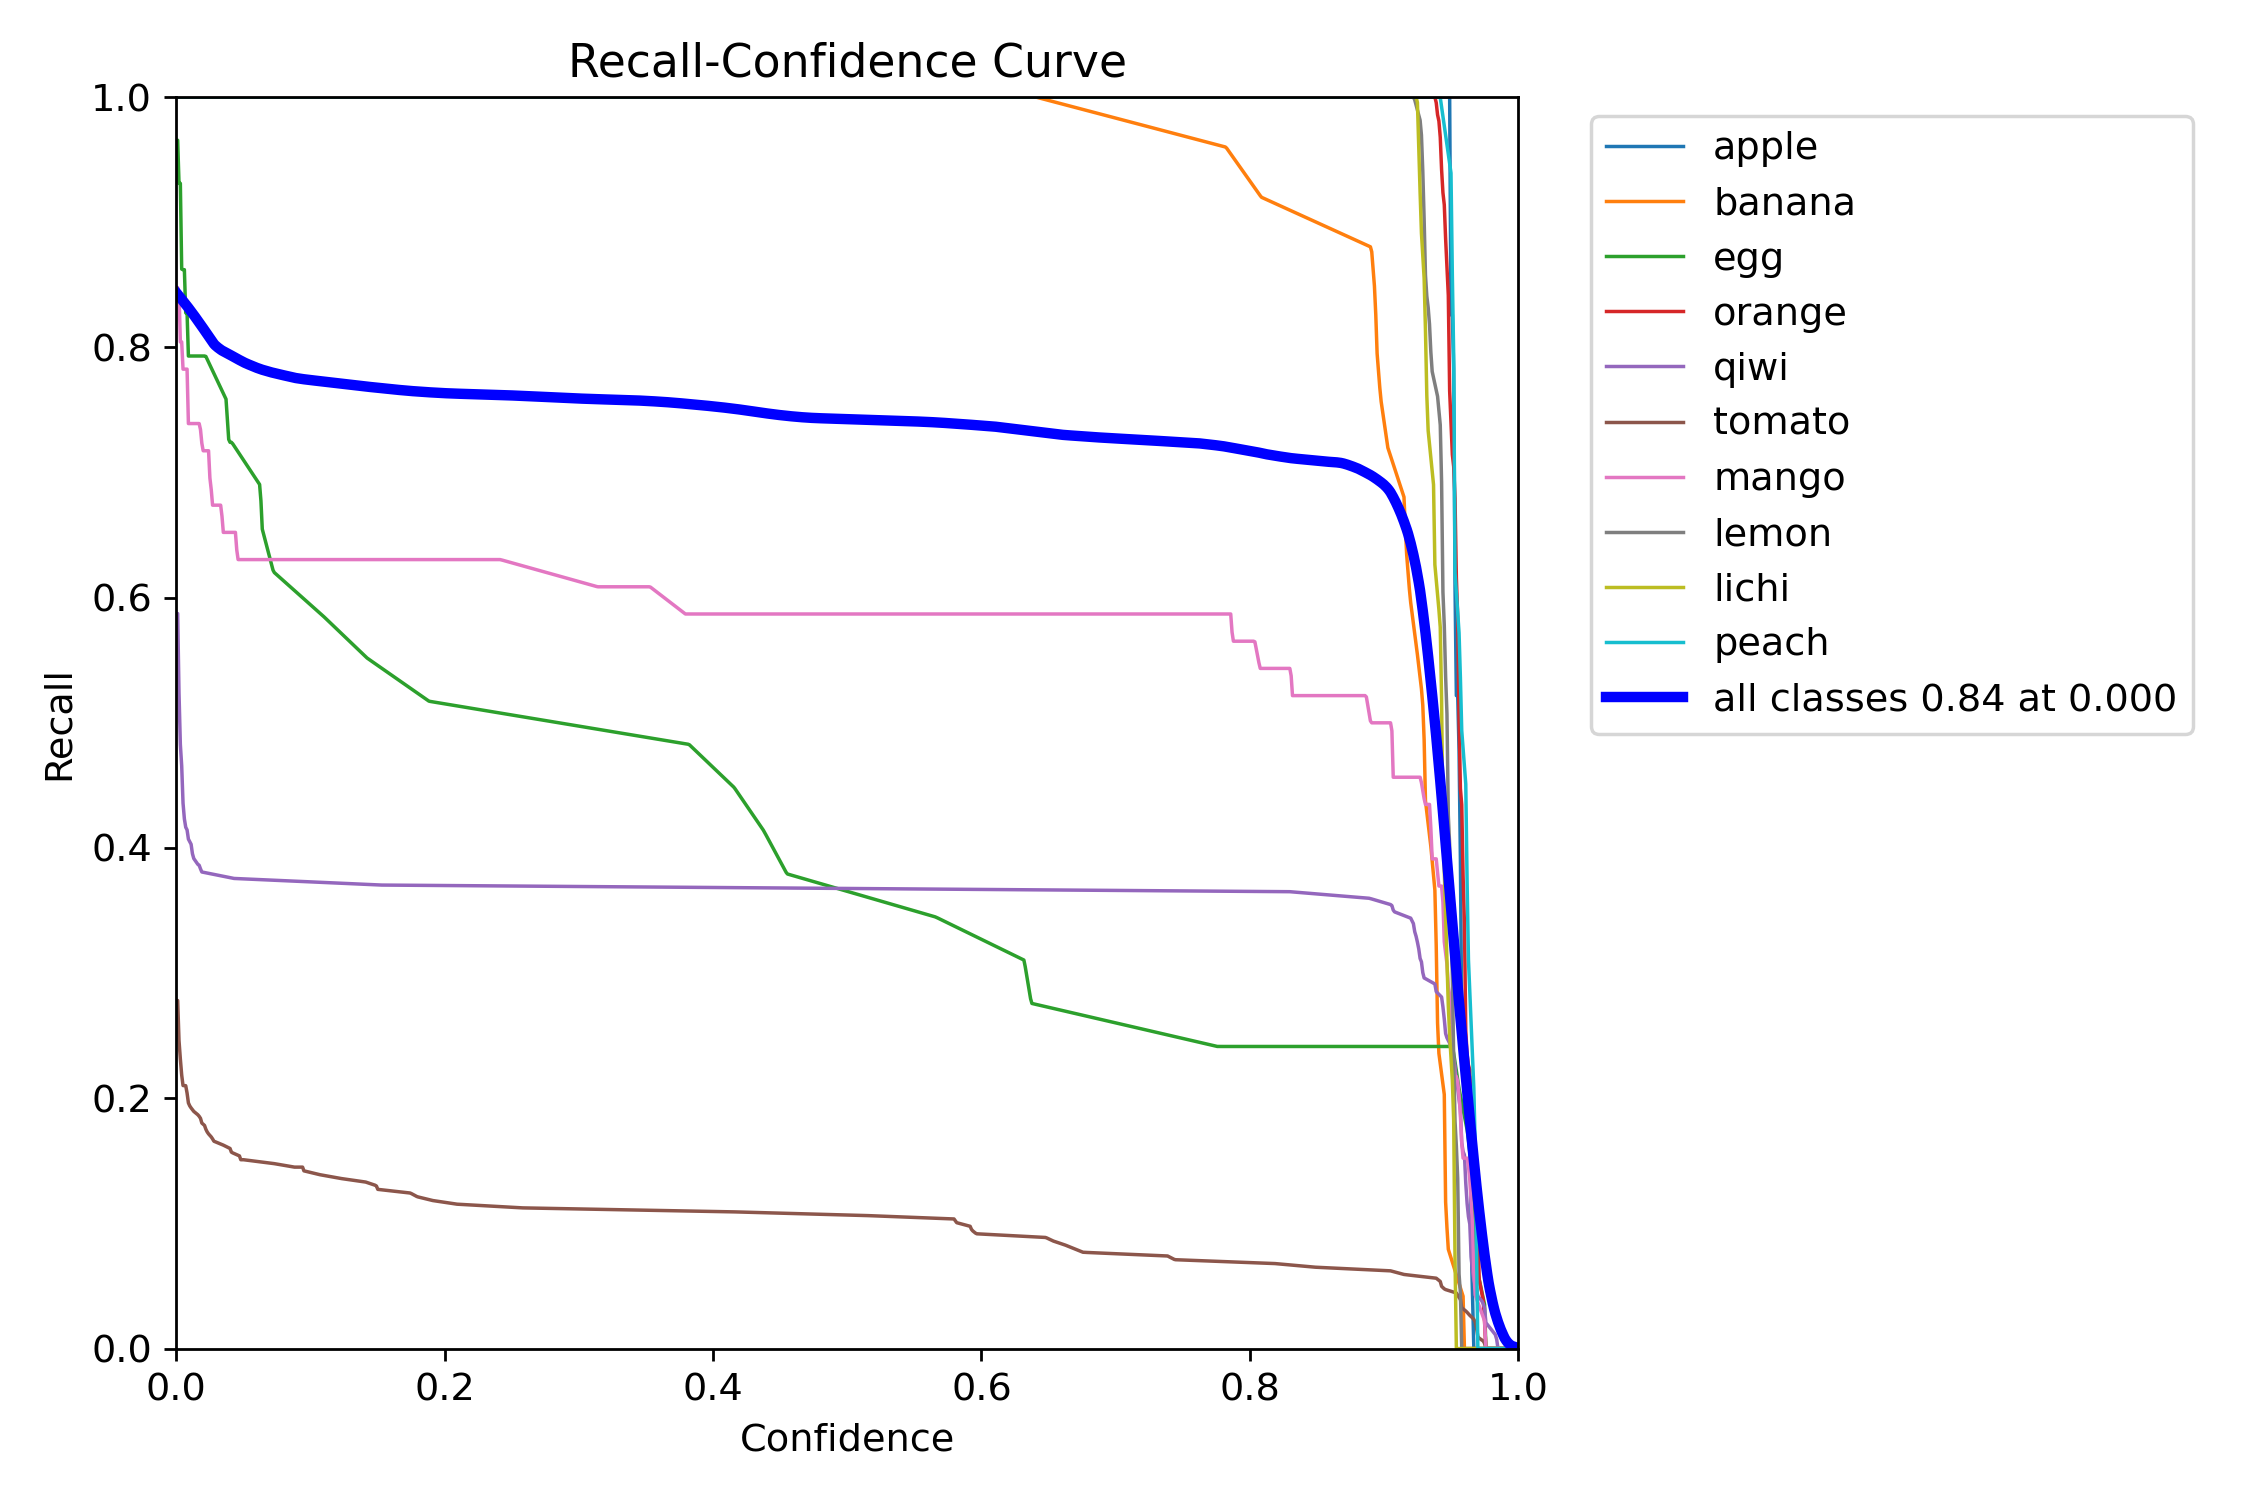 Recall-Confidence Curve
1.0
0.8
0.6
0.4
0.2
0.0
Recall
0.0 0.2 0.4 0.6 0.8 1.0
Confidence
apple
banana
egg
orange
qiwi
tomato
mango
lemon
lichi
peach
all classes 0.84 at 0.000